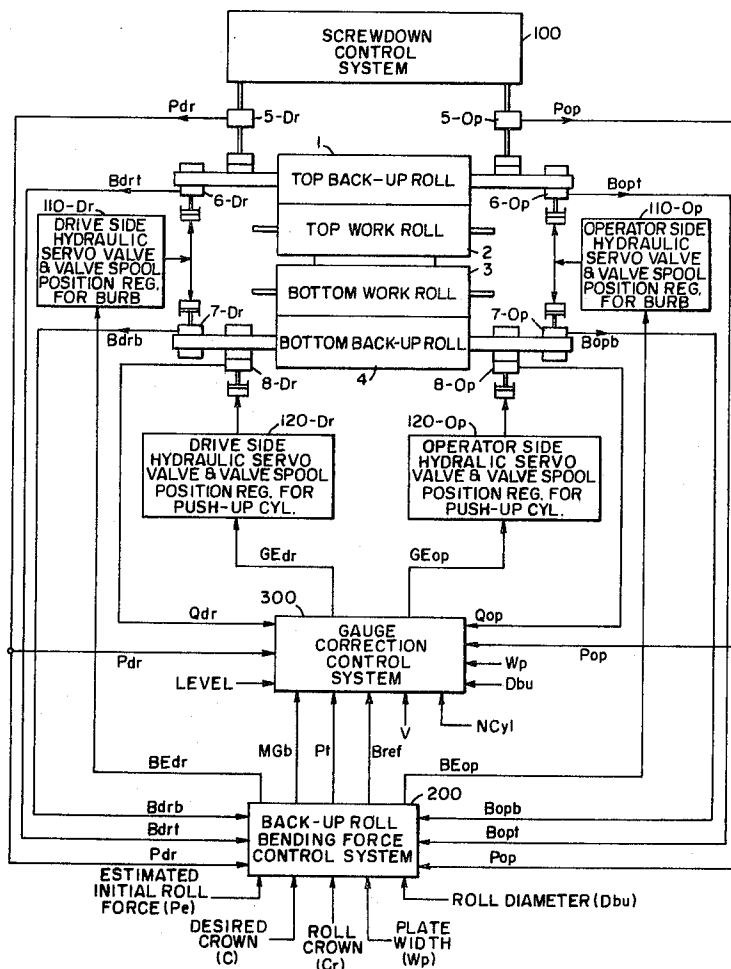 SCREWDOWN
CONTROL
SYSTEM
100
Pdr
5-Dr
5-Op
Pop
1
110-Dr
Bdrt
6-Dr
TOP BACK-UP ROLL
6-Op
Bopt
110-Op
DRIVE SIDE
HYDRAULIC
SERVO VALVE
& VALVE SPOOL
POSITION REG.
FOR BURB
TOP WORK ROLL
2
3
OPERATOR SIDE
HYDRAULIC
SERVO VALVE
& VALVE SPOOL
POSITION REG.
FOR BURB
BOTTOM WORK ROLL
7-Dr
Bdrb
BOTTOM BACK-UP ROLL
7-Op
Bopb
8-Dr
4
8-Op
120-Dr
120-Op
DRIVE SIDE
HYDRAULIC SERVO
VALVE & VALVE SPOOL
POSITION REG. FOR
PUSH-UP CYL.
OPERATOR SIDE
HYDRALIC SERVO
VALVE & VALVE SPOOL
POSITION REG. FOR
PUSH-UP CYL.
GEdr
GEop
300
Qdr
Qop
GAUGE
CORRECTION
CONTROL
SYSTEM
Pdr
Pop
Wp
LEVEL
Dbu
NCyl
V
MGb
Pt
Bref
BEdr
BEop
200
Bdrb
Bopb
BACK-UP ROLL
BENDING FORCE
CONTROL SYSTEM
Bdrt
Bopt
Pdr
Pop
ESTIMATED
INITIAL ROLL
FORCE (Pe)
DESIRED
CROWN
(C)
ROLL
CROWN
(Cr)
PLATE
WIDTH
(Wp)
ROLL DIAMETER (Dbu)